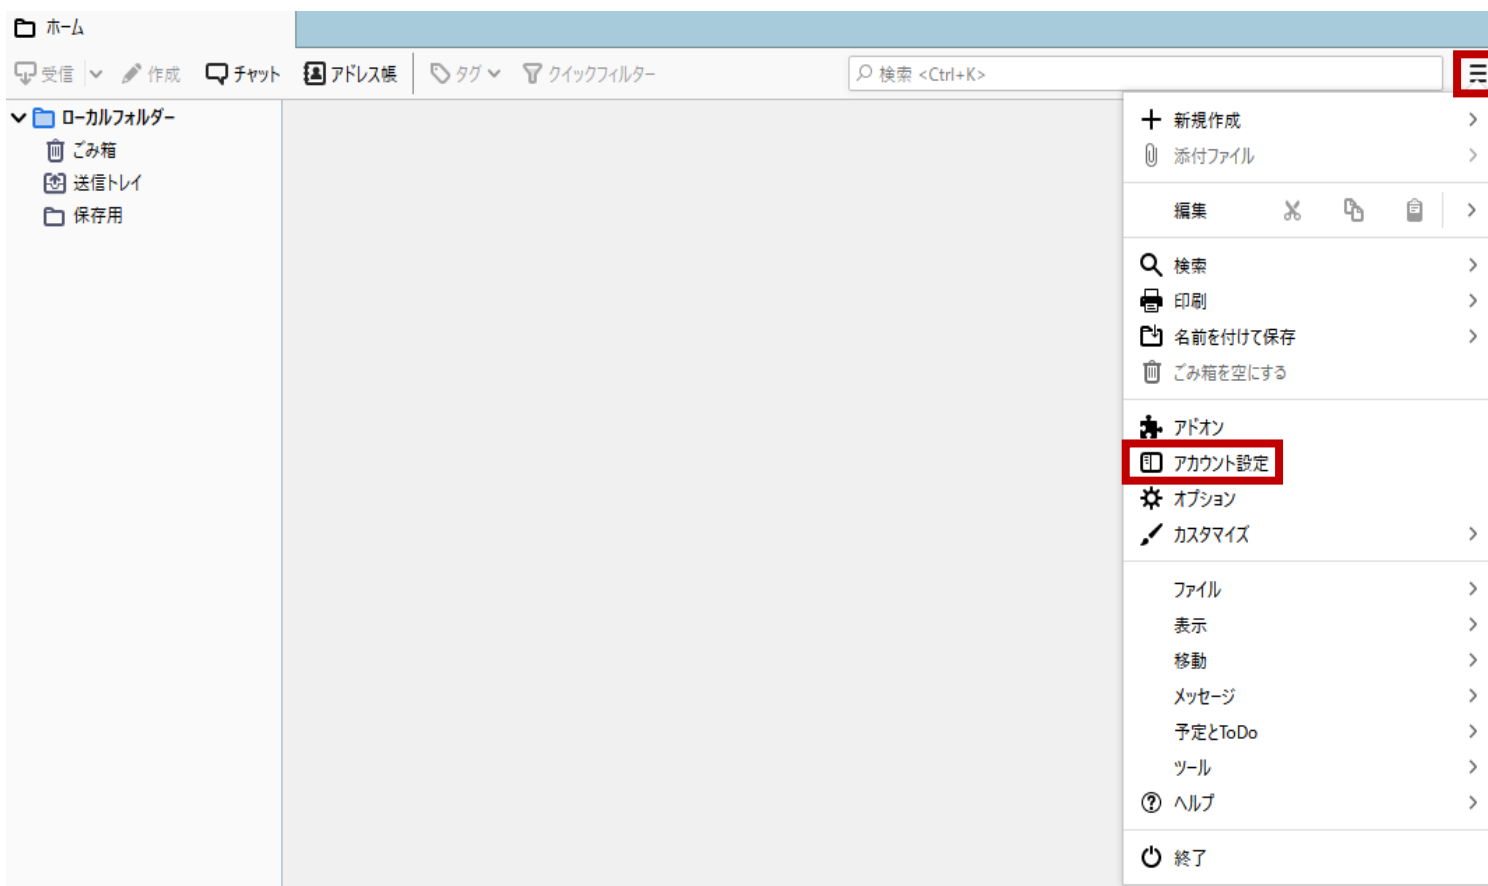 ホーム
受信 作成 チャット アドレス帳 タグ クイックフィルター 検索 <Ctrl+K>
ローカルフォルダー
ごみ箱
送信トレイ
保存用
新規作成
添付ファイル
編集
検索
印刷
名前を付けて保存
ごみ箱を空にする
アドオン
アカウント設定
オプション
カスタマイズ
ファイル
表示
移動
メッセージ
予定とToDo
ツール
ヘルプ
終了